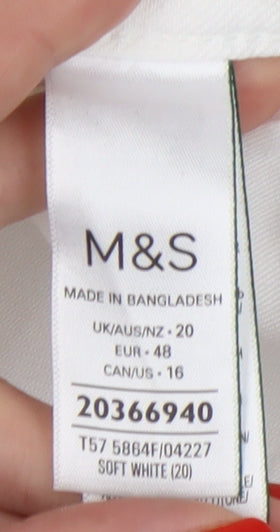 M&S
MADE IN BANGLADESH
UK/AUS/NZ • 20
EUR • 48
CAN/US • 16
20366940
T57 5864F/04227
SOFT WHITE (20)